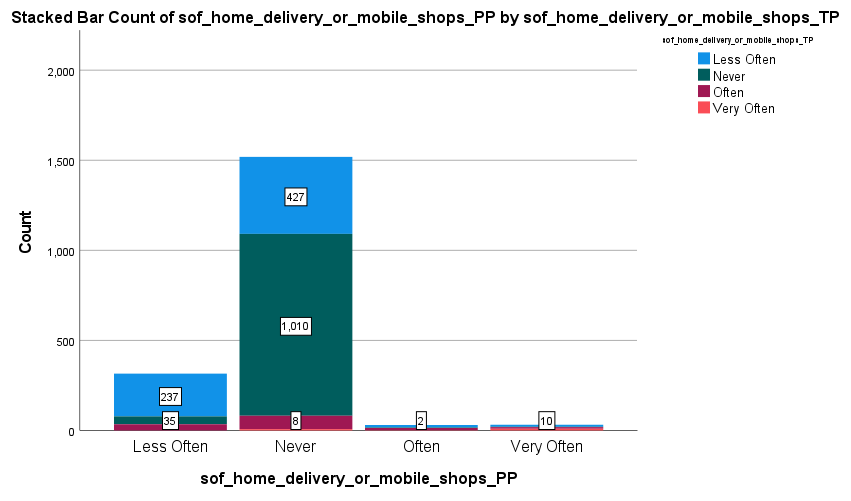 Stacked Bar Count of sof_home_delivery_or_mobile_shops_PP by sof_home_delivery_or_mobile_shops_TP
sof_home_delivery_or_mobile_shops_TP
Less Often
Never
Often
Very Often
2,000
1,500
1,000
500
0
Count
427
1,010
237
35
8
2
10
Less Often
Never
Often
Very Often
sof_home_delivery_or_mobile_shops_PP